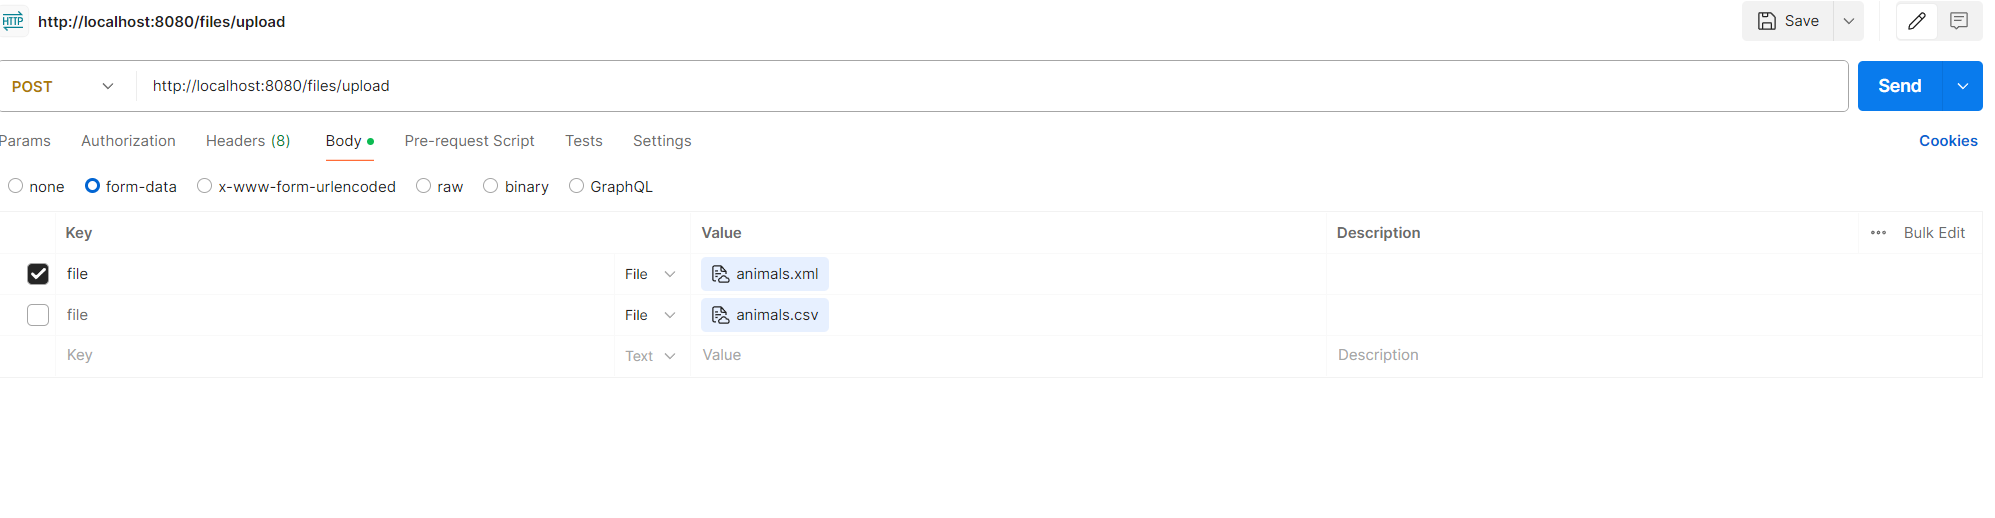 HTTP http://localhost:8080/files/upload Save
POST http://localhost:8080/files/upload Send
Params Authorization Headers (8) Body Pre-request Script Tests Settings Cookies
none form-data x-www-form-urlencoded raw binary GraphQL
Key Value Description ••• Bulk Edit
file File animals.xml
file File animals.csv
Key Text Value Description